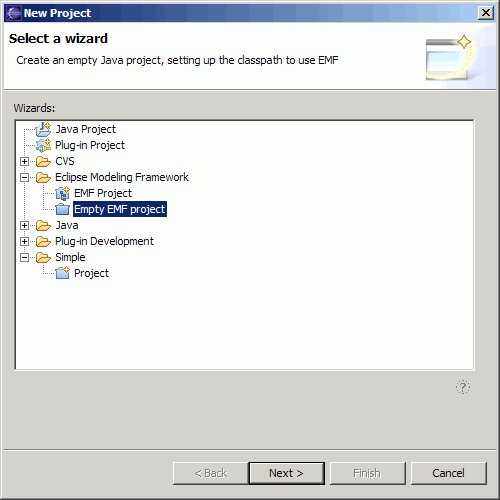 New Project
Select a wizard
Create an empty Java project, setting up the classpath to use EMF
Wizards:
Java Project
Plug-in Project
CVS
Eclipse Modeling Framework
EMF Project
Empty EMF project
Java
Plug-in Development
Simple
Project
?
< Back Next > Finish Cancel